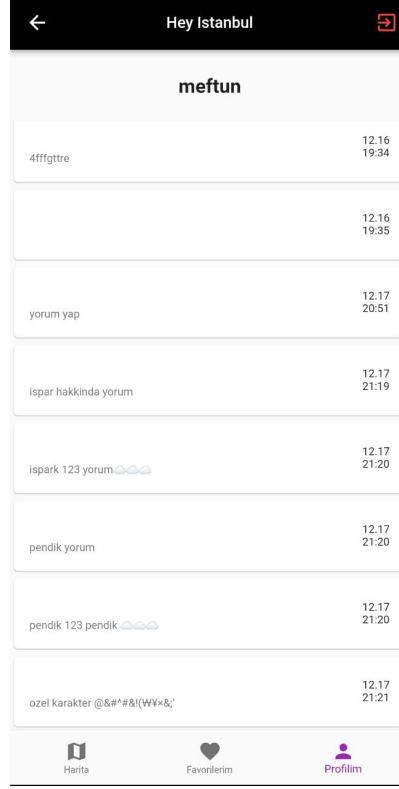 Hey Istanbul
meftun
12.16
19:34
4fffgttre
12.16
19:35
12.17
20:51
yorum yap
12.17
21:19
ispar hakkinda yorum
12.17
21:20
ispark 123 yorum☁️☁️☁️
12.17
21:20
pendik yorum
12.17
21:20
pendik 123 pendik ☁️☁️☁️
12.17
21:21
ozel karakter @&#^#&!(₩¥×&;'
Harita
Favorilerim
Profilim